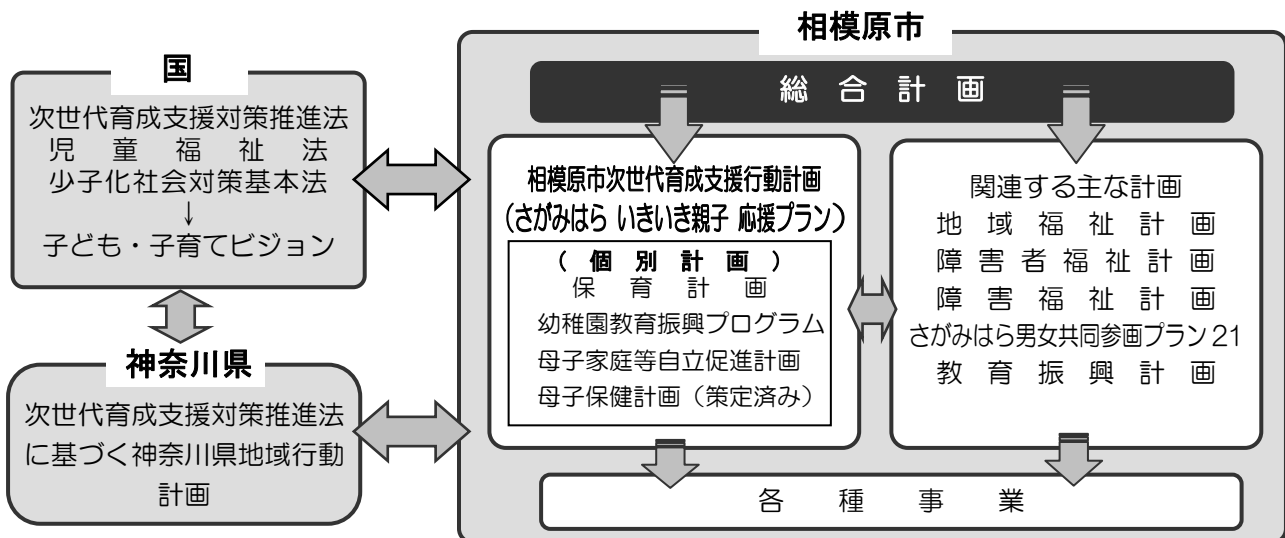 国
次世代育成支援対策推進法
児童福祉法
少子化社会対策基本法
↓
子ども・子育てビジョン
神奈川県
次世代育成支援対策推進法
に基づく神奈川県地域行動
計画
相模原市
総合計画
相模原市次世代育成支援行動計画
（さがみはら いきいき親子 応援プラン）
（個別計画）
保育計画
幼稚園教育振興プログラム
母子家庭等自立促進計画
母子保健計画（策定済み）
関連する主な計画
地域福祉計画
障害者福祉計画
障害福祉計画
さがみはら男女共同参画プラン21
教育振興計画
各種事業